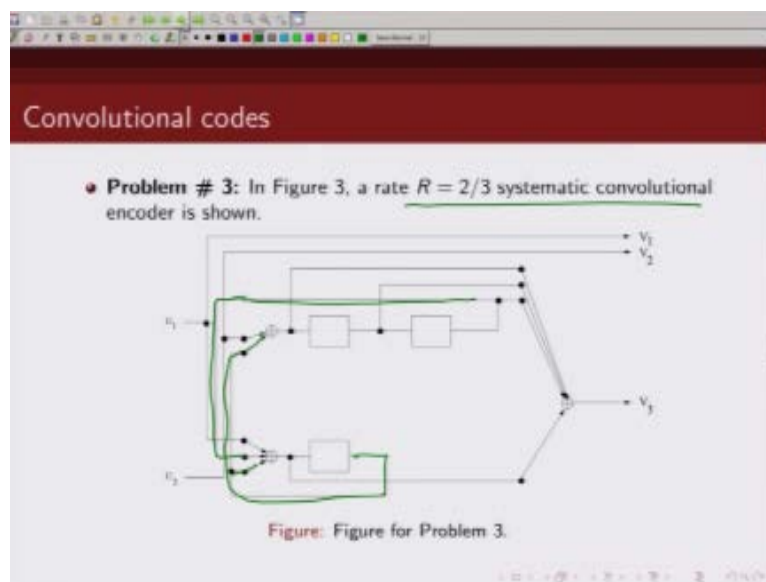 Convolutional codes
Problem # 3: In Figure 3, a rate R = 2/3 systematic convolutional
encoder is shown.
V1
V2
u1
V3
Figure: Figure for Problem 3.